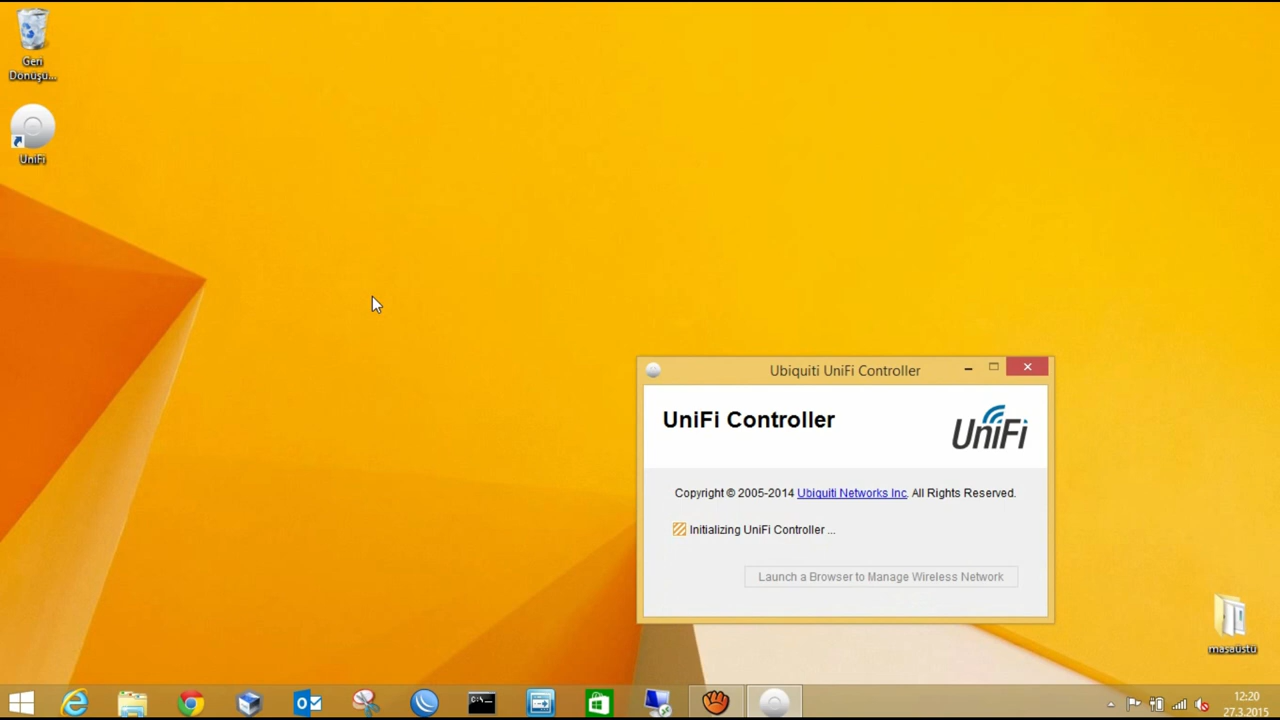 Geri
Donuşu...
UniFi
Ubiquiti UniFi Controller
UniFi Controller
UniFi
Copyright © 2005-2014 Ubiquiti Networks Inc. All Rights Reserved.
Initializing UniFi Controller ...
Launch a Browser to Manage Wireless Network
masaüstü
C:\_
12:20
27.3.2015